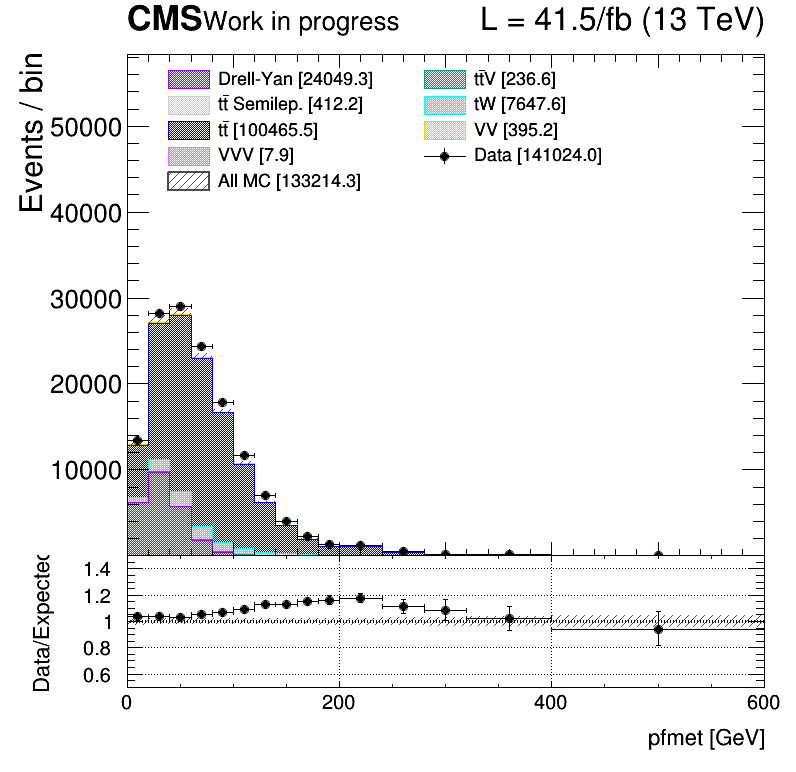 CMS Work in progress L = 41.5/fb (13 TeV)
Events / bin
Drell-Yan [24049.3] tt̄V [236.6]
tt̄ Semilep. [412.2] tW [7647.6]
tt̄ [100465.5] VV [395.2]
VVV [7.9] Data [141024.0]
All MC [133214.3]
50000
40000
30000
20000
10000
Data/Expected
1.4
1.2
1
0.8
0.6
0 200 400 600
pfmet [GeV]